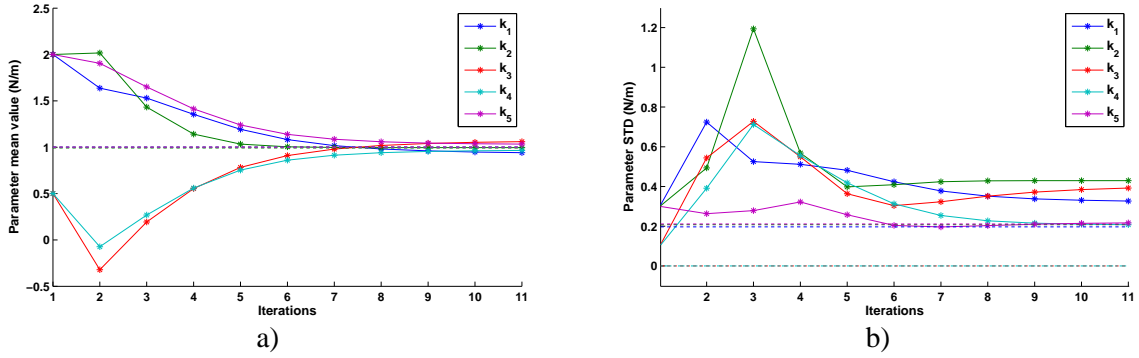 Parameter mean value (N/m)
2.5
2
1.5
1
0.5
0
−0.5
1 2 3 4 5 6 7 8 9 10 11
Iterations
k1
k2
k3
k4
k5
a)
Parameter STD (N/m)
1.2
1
0.8
0.6
0.4
0.2
0
2 3 4 5 6 7 8 9 10 11
Iterations
k1
k2
k3
k4
k5
b)